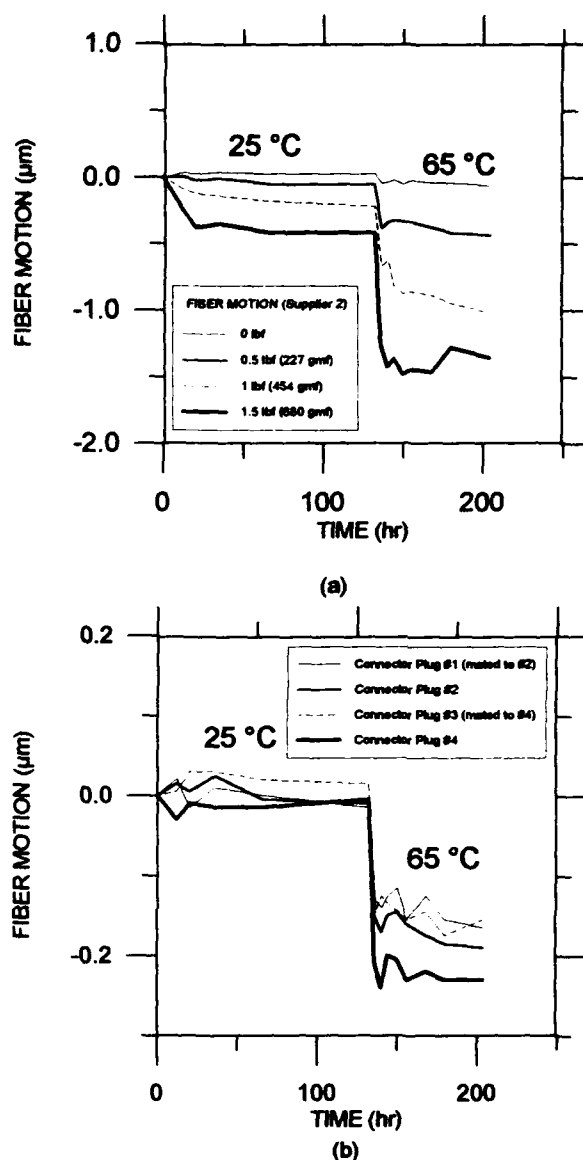 1.0
25 °C
65 °C
0.0
FIBER MOTION (µm)
-1.0
FIBER MOTION (Supplier 2)
0 lbf
0.5 lbf (227 gmf)
1 lbf (454 gmf)
1.5 lbf (680 gmf)
-2.0
0
100
200
TIME (hr)
(a)
0.2
Connector Plug #1 (mated to #2)
Connector Plug #2
Connector Plug #3 (mated to #4)
Connector Plug #4
25 °C
FIBER MOTION (µm)
0.0
65 °C
-0.2
0
100
200
TIME (hr)
(b)